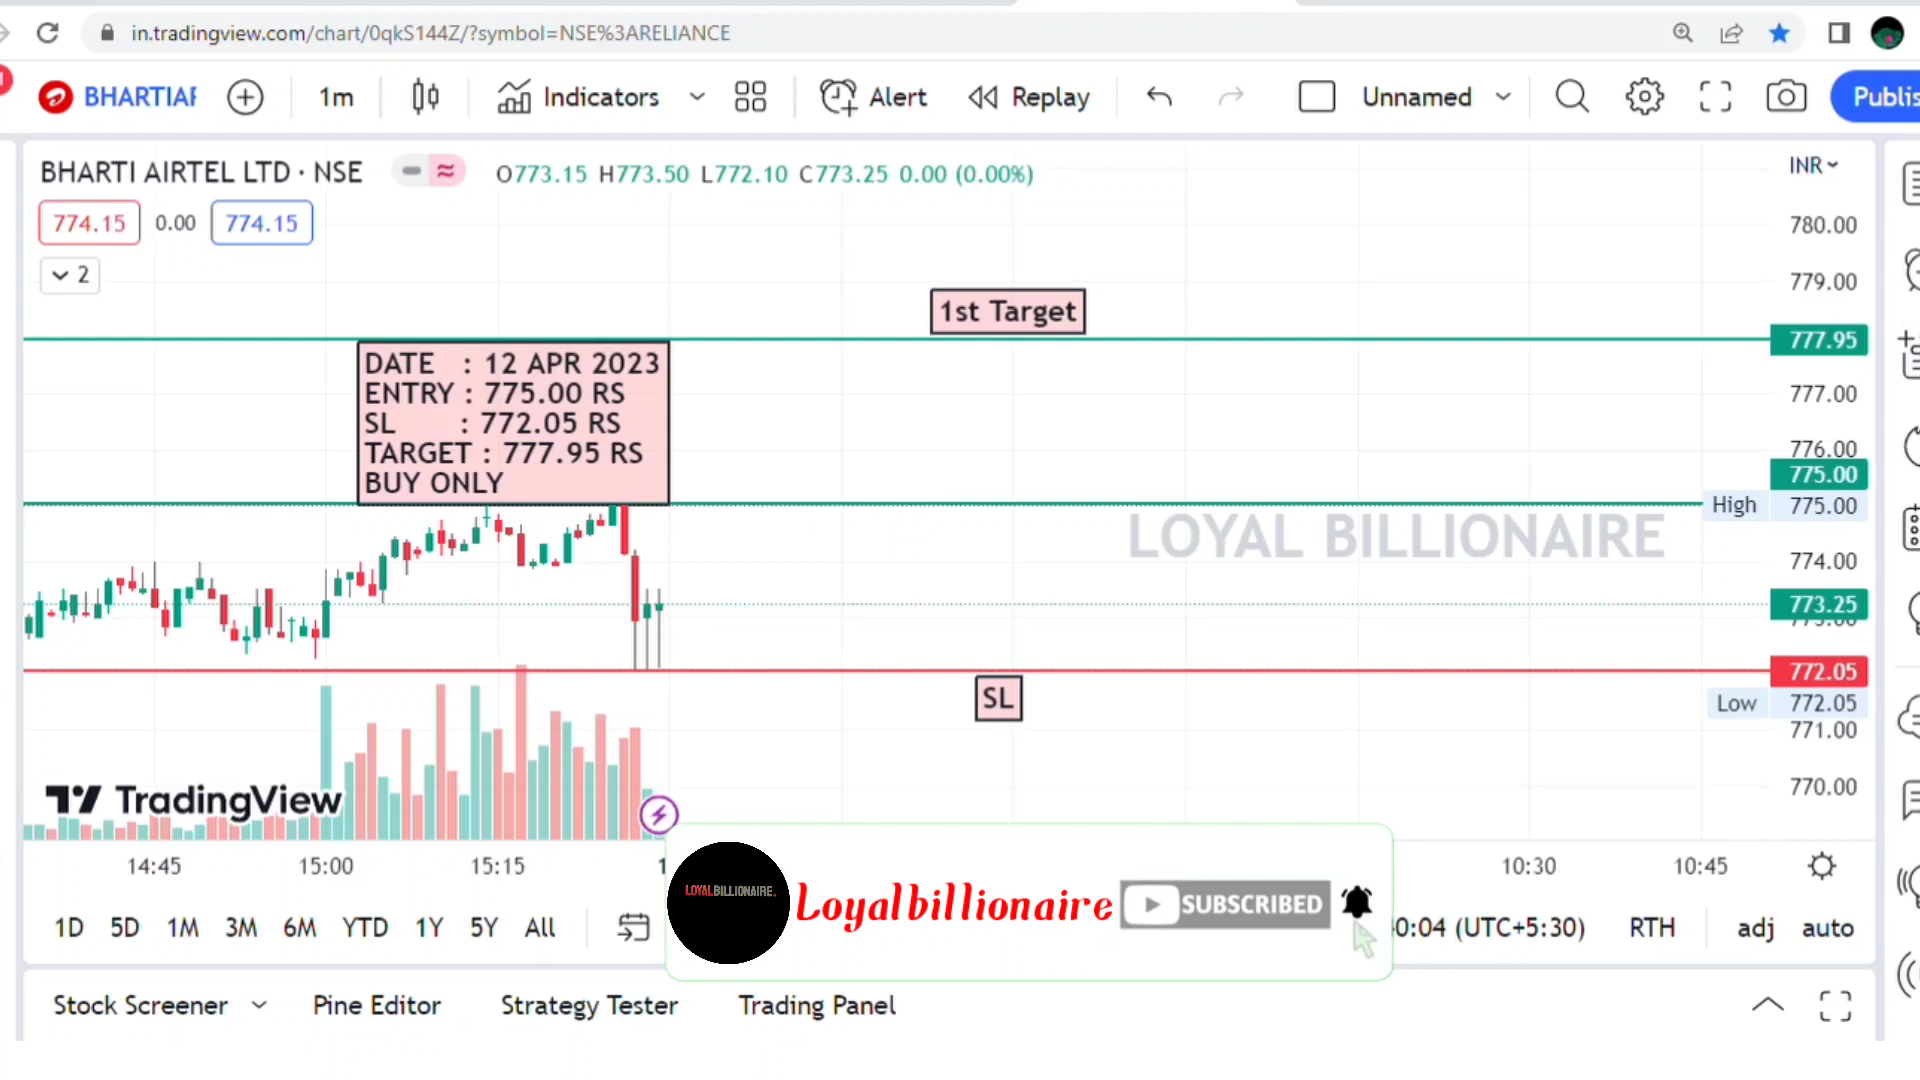 in.tradingview.com/chart/0qkS144Z/?symbol=NSE%3ARELIANCE
BHARTIAI 1m Indicators Alert Replay Unnamed Publis
BHARTI AIRTEL LTD · NSE O773.15 H773.50 L772.10 C773.25 0.00 (0.00%) INR
774.15 0.00 774.15
780.00
2
779.00
1st Target
777.95
DATE : 12 APR 2023
ENTRY : 775.00 RS
SL : 772.05 RS
TARGET : 777.95 RS
BUY ONLY
777.00
776.00
775.00
High 775.00
LOYAL BILLIONAIRE
774.00
773.25
773.00
772.05
SL
Low 772.05
771.00
770.00
TradingView
14:45 15:00 15:15 1 10:30 10:45
LOYALBILLIONAIRE
Loyalbillionaire SUBSCRIBED
1D 5D 1M 3M 6M YTD 1Y 5Y All 0:04 (UTC+5:30) RTH adj auto
Stock Screener Pine Editor Strategy Tester Trading Panel